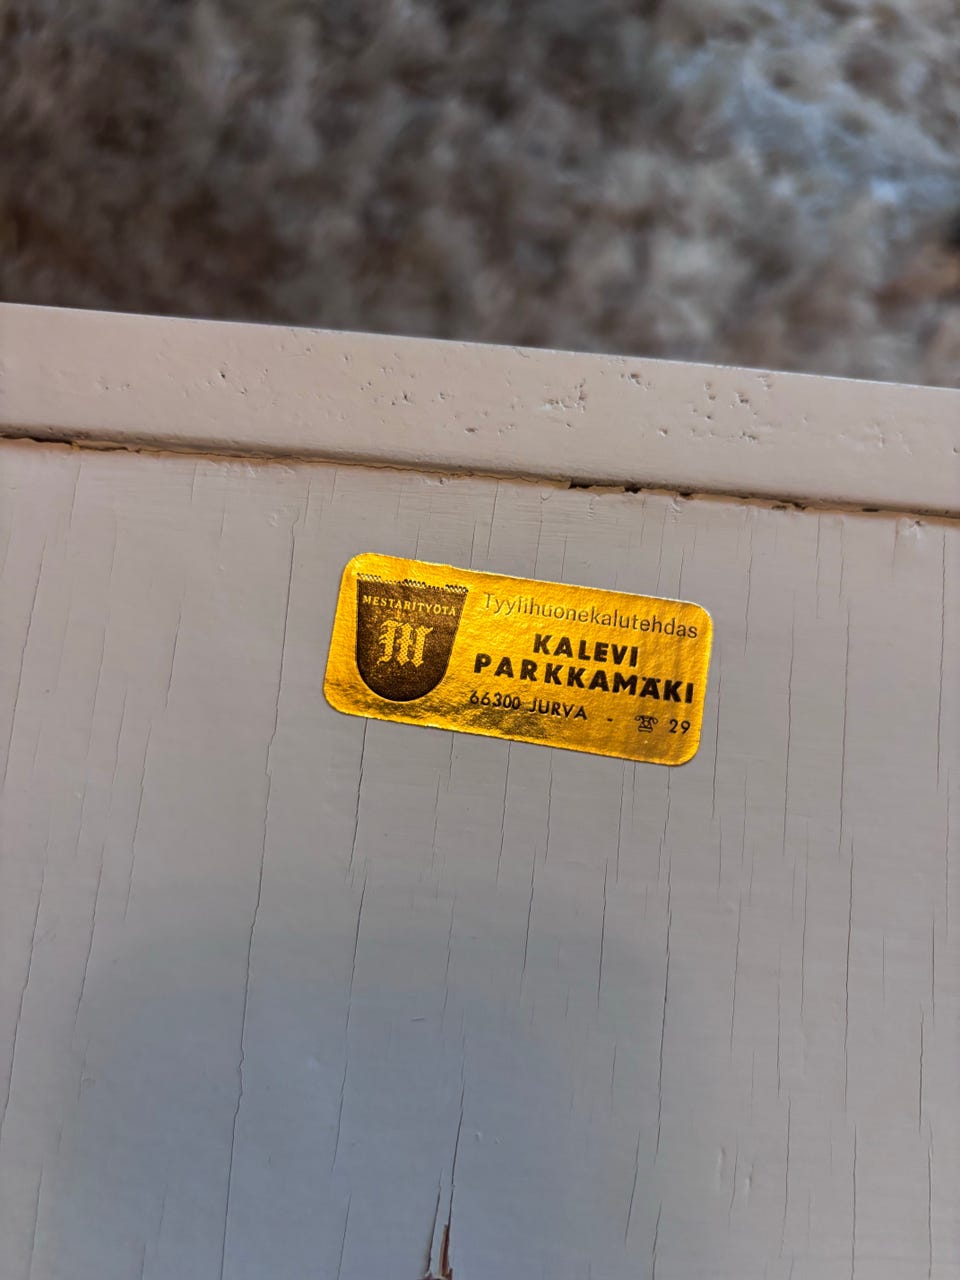 MESTARITYÖTÄ
M
Tyylihuonekalutehdas
KALEVI
PARKKAMÄKI
66300 JURVA - ☎ 29